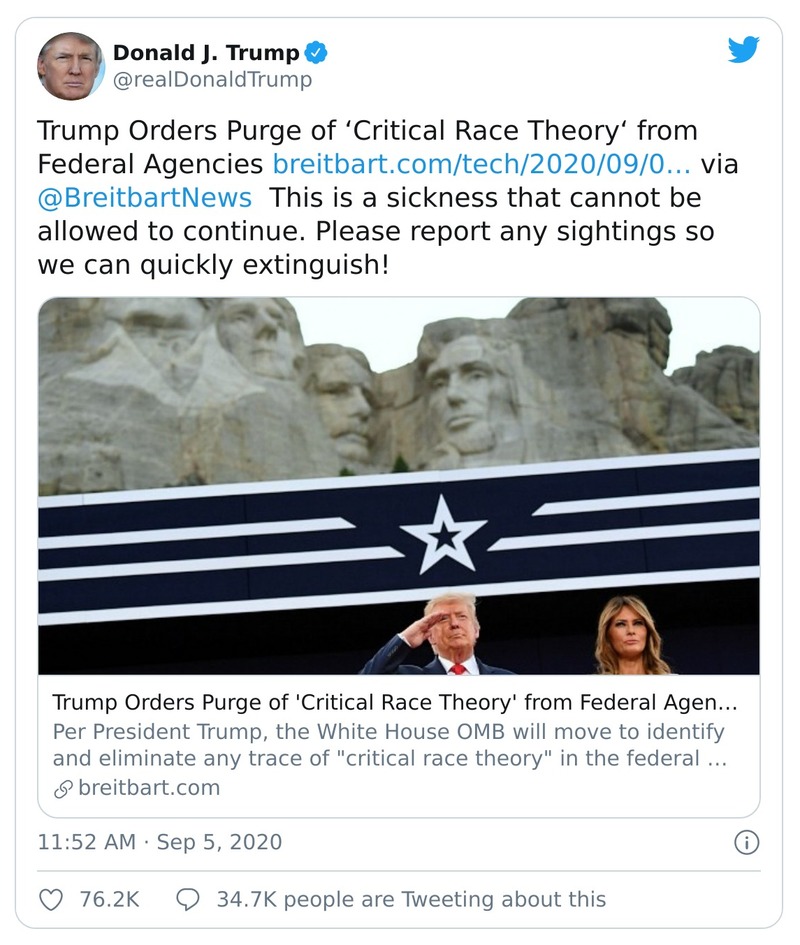 Donald J. Trump
@realDonaldTrump
Trump Orders Purge of ‘Critical Race Theory‘ from
Federal Agencies breitbart.com/tech/2020/09/0… via
@BreitbartNews  This is a sickness that cannot be
allowed to continue. Please report any sightings so
we can quickly extinguish!
Trump Orders Purge of 'Critical Race Theory' from Federal Agen…
Per President Trump, the White House OMB will move to identify
and eliminate any trace of "critical race theory" in the federal …
breitbart.com
11:52 AM · Sep 5, 2020
76.2K 34.7K people are Tweeting about this